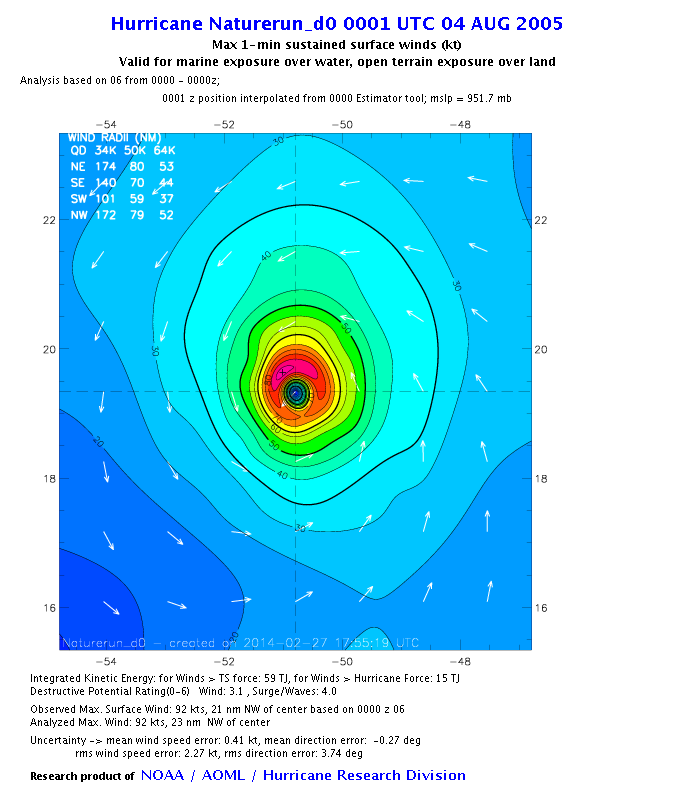 Hurricane Naturerun_d0 0001 UTC 04 AUG 2005
Max 1-min sustained surface winds (kt)
Valid for marine exposure over water, open terrain exposure over land
Analysis based on 06 from 0000 - 0000z;
0001 z position interpolated from 0000 Estimator tool; mslp = 951.7 mb
-54 -52 -50 -48
WIND RADII (NM)
QD 34K 50K 64K
NE 174 80 53
SE 140 70 44
SW 101 59 37
NW 172 79 52
30
22 22
40
30
50
20 20
30
60
20
50
18 18
40
30
16 16
Naturerun_d0 - created on 2014-02-27 17:55:19 UTC
-54 -52 -50 -48
Integrated Kinetic Energy: for Winds > TS force: 59 TJ, for Winds > Hurricane Force: 15 TJ
Destructive Potential Rating(0-6) Wind: 3.1 , Surge/Waves: 4.0
Observed Max. Surface Wind: 92 kts, 21 nm NW of center based on 0000 z 06
Analyzed Max. Wind: 92 kts, 23 nm NW of center
Uncertainty -> mean wind speed error: 0.41 kt, mean direction error: -0.27 deg
rms wind speed error: 2.27 kt, rms direction error: 3.74 deg
Research product of NOAA / AOML / Hurricane Research Division